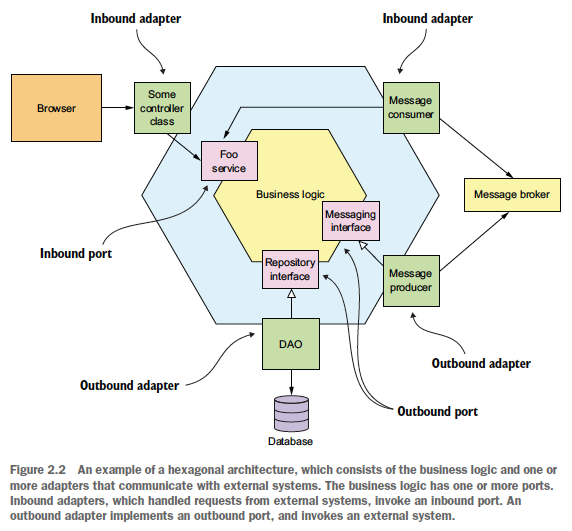 Inbound adapter
Inbound adapter
Browser
Some
controller
class
Message
consumer
Foo
service
Business logic
Message broker
Messaging
interface
Inbound port
Repository
interface
Message
producer
DAO
Outbound adapter
Outbound adapter
Outbound port
Database
Figure 2.2 An example of a hexagonal architecture, which consists of the business logic and one or
more adapters that communicate with external systems. The business logic has one or more ports.
Inbound adapters, which handled requests from external systems, invoke an inbound port. An
outbound adapter implements an outbound port, and invokes an external system.